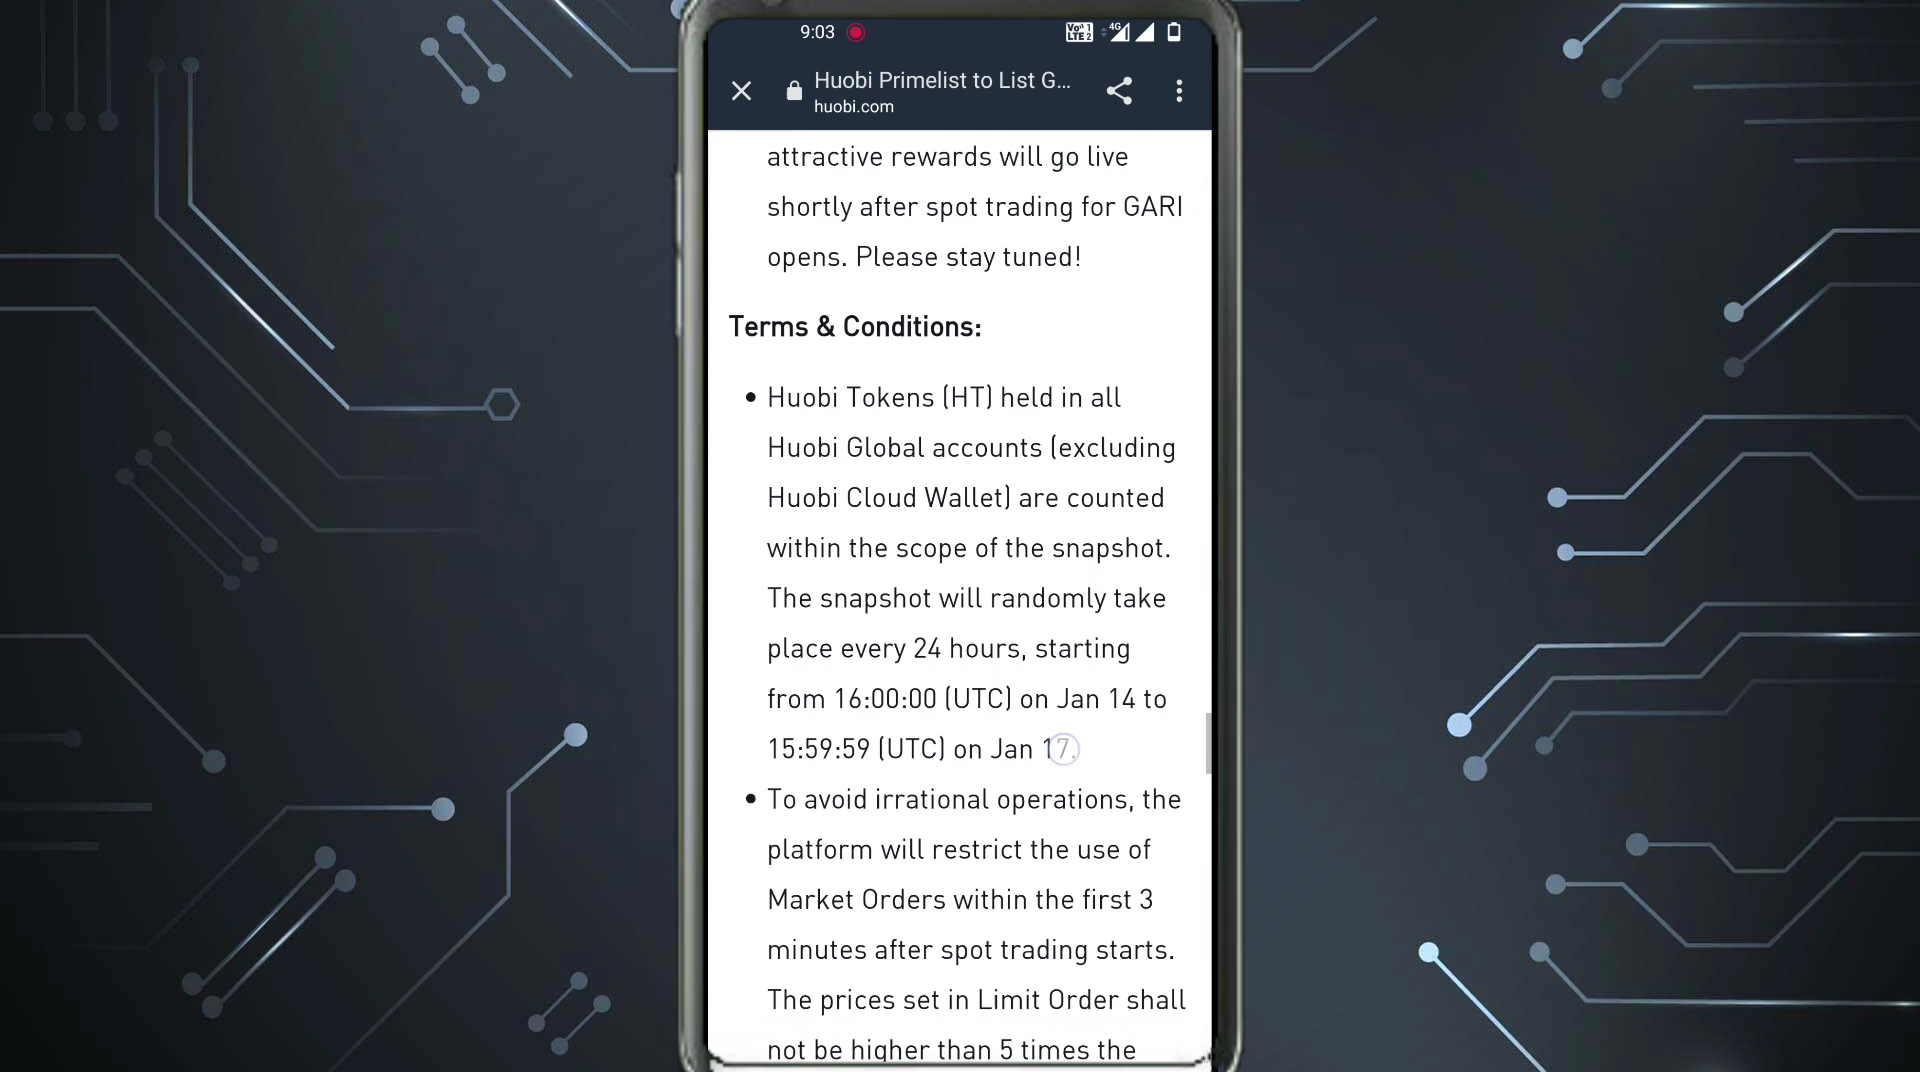 9:03
Vo)) 1
LTE 2
4G
Huobi Primelist to List G...
huobi.com
attractive rewards will go live
shortly after spot trading for GARI
opens. Please stay tuned!
Terms & Conditions:
• Huobi Tokens (HT) held in all
Huobi Global accounts (excluding
Huobi Cloud Wallet) are counted
within the scope of the snapshot.
The snapshot will randomly take
place every 24 hours, starting
from 16:00:00 (UTC) on Jan 14 to
15:59:59 (UTC) on Jan 17.
• To avoid irrational operations, the
platform will restrict the use of
Market Orders within the first 3
minutes after spot trading starts.
The prices set in Limit Order shall
not be higher than 5 times the